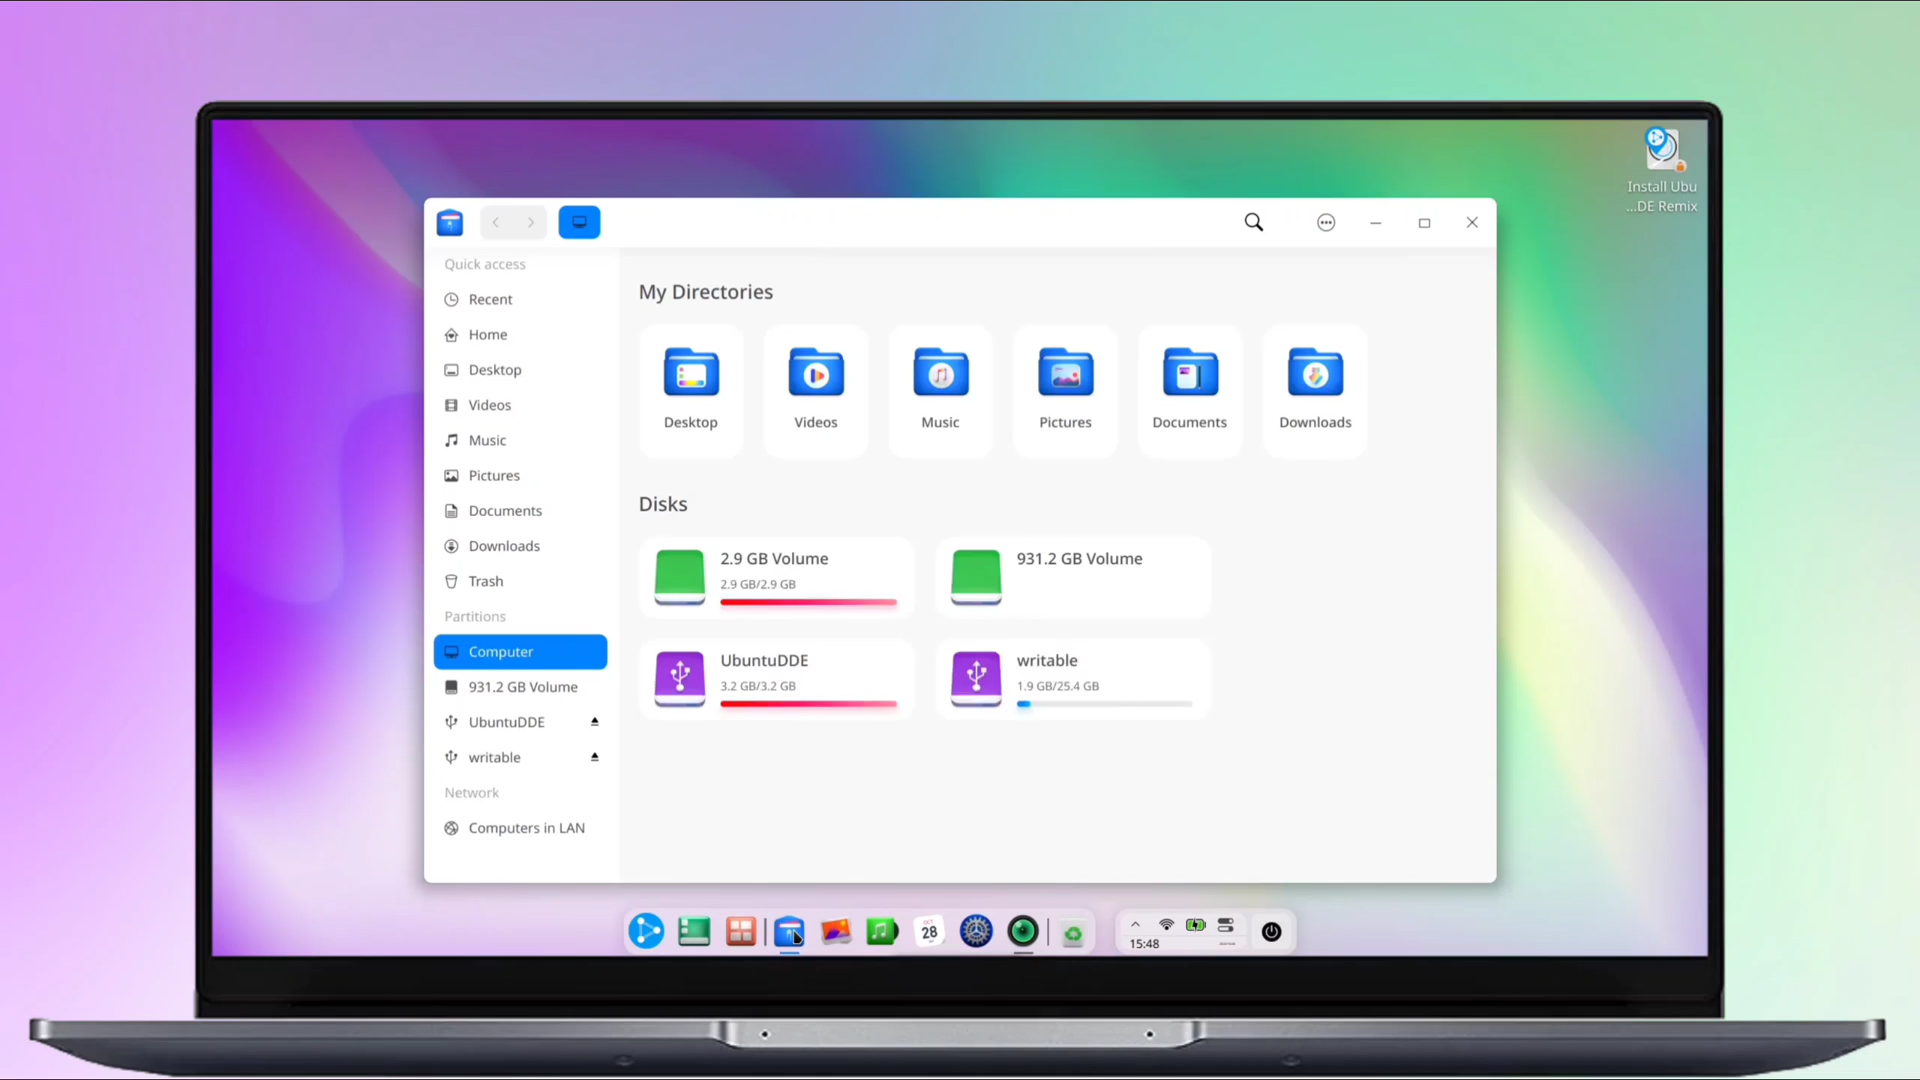 Install Ubu
...DE Remix
Quick access
Recent
Home
Desktop
Videos
Music
Pictures
Documents
Downloads
Trash
Partitions
Computer
931.2 GB Volume
UbuntuDDE
writable
Network
Computers in LAN
My Directories
Desktop
Videos
Music
Pictures
Documents
Downloads
Disks
2.9 GB Volume
2.9 GB/2.9 GB
931.2 GB Volume
UbuntuDDE
3.2 GB/3.2 GB
writable
1.9 GB/25.4 GB
OCT
28
15:48